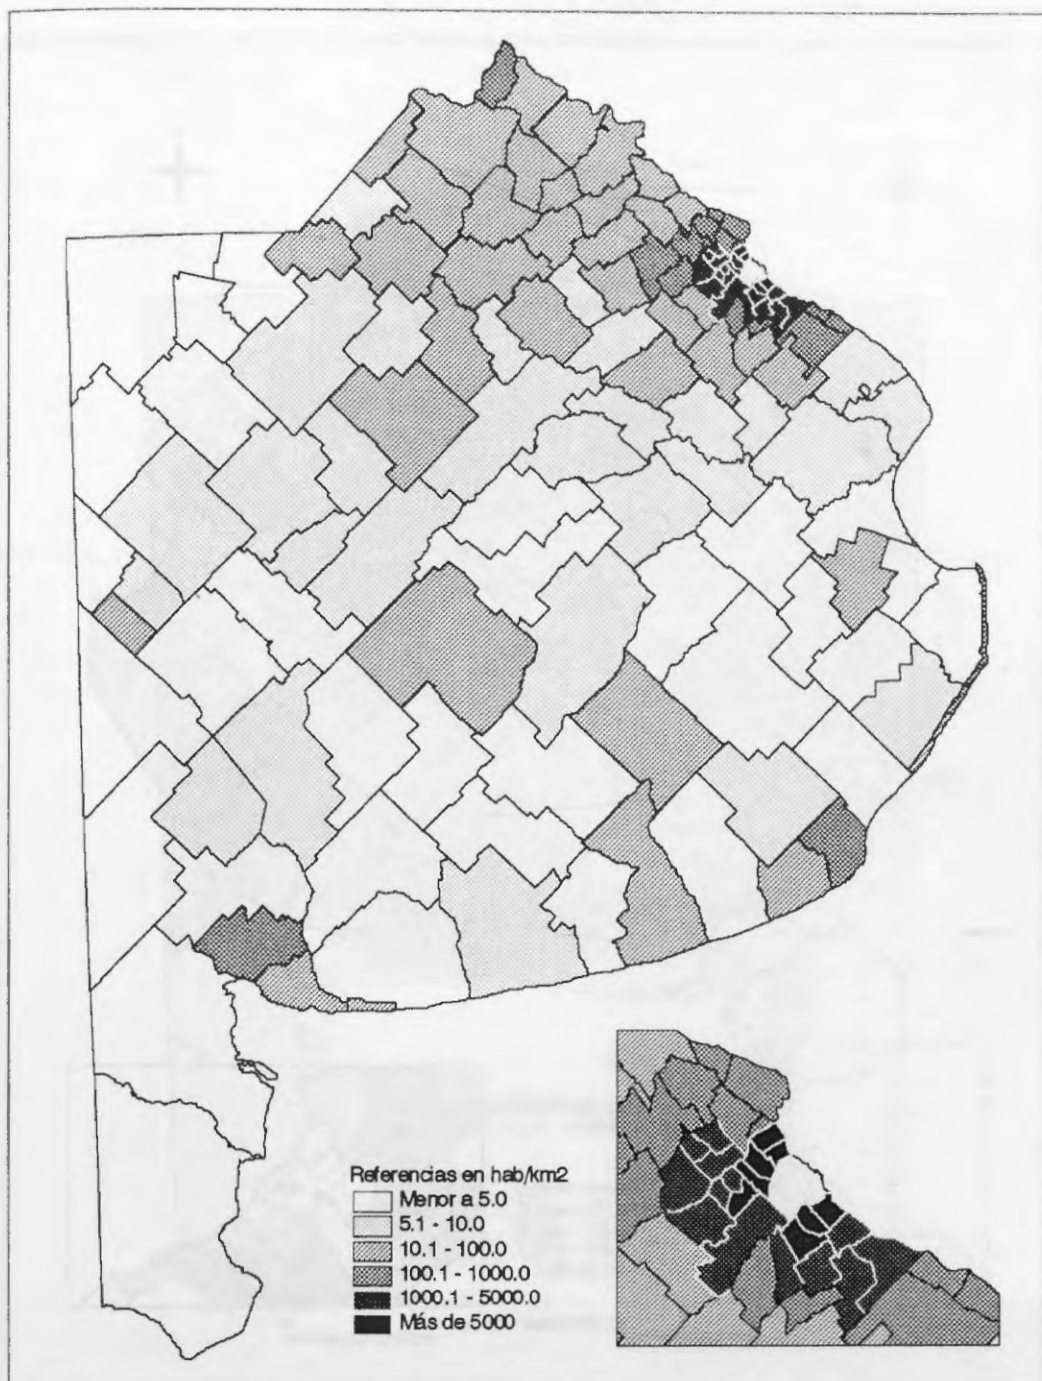 Referencias en hab/km2
Menor a 5.0
5.1 - 10.0
10.1 - 100.0
100.1 - 1000.0
1000.1 - 5000.0
Más de 5000